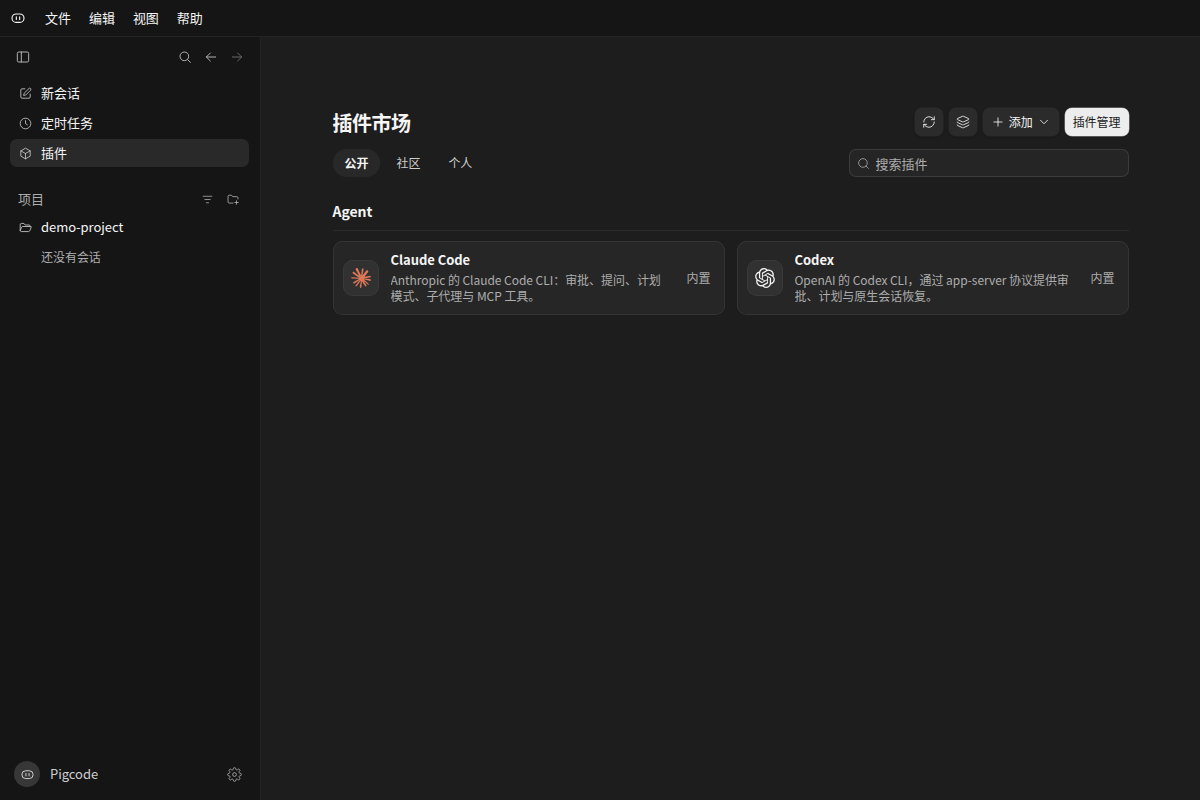 文件 编辑 视图 帮助
新会话
定时任务
插件
项目
demo-project
还没有会话
Pigcode
插件市场
添加
插件管理
公开 社区 个人
搜索插件
Agent
Claude Code
Anthropic 的 Claude Code CLI：审批、提问、计划
模式、子代理与 MCP 工具。
内置
Codex
OpenAI 的 Codex CLI，通过 app-server 协议提供审
批、计划与原生会话恢复。
内置